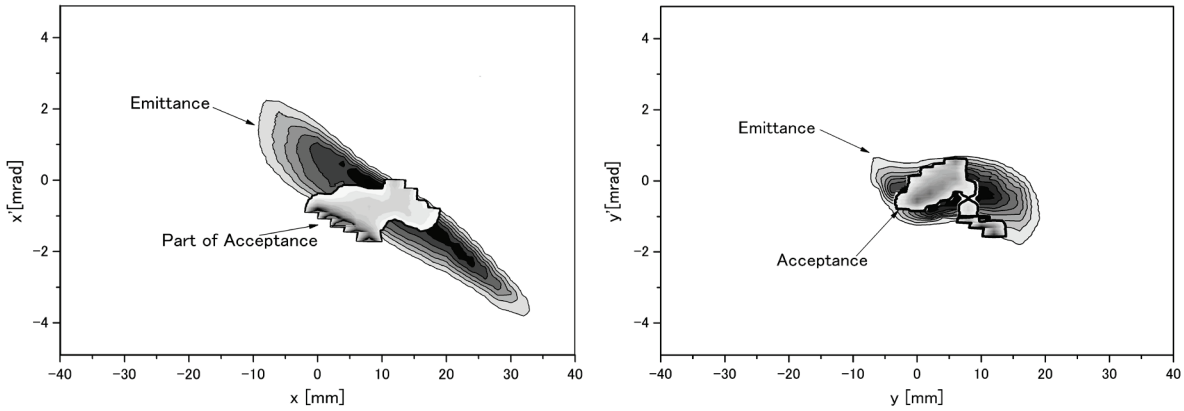 4
2
0
-2
-4
x'[mrad]
Emittance
Part of Acceptance
-40 -30 -20 -10 0 10 20 30 40
x [mm]
4
2
0
-2
-4
y'[mrad]
Emittance
Acceptance
-40 -30 -20 -10 0 10 20 30 40
y [mm]